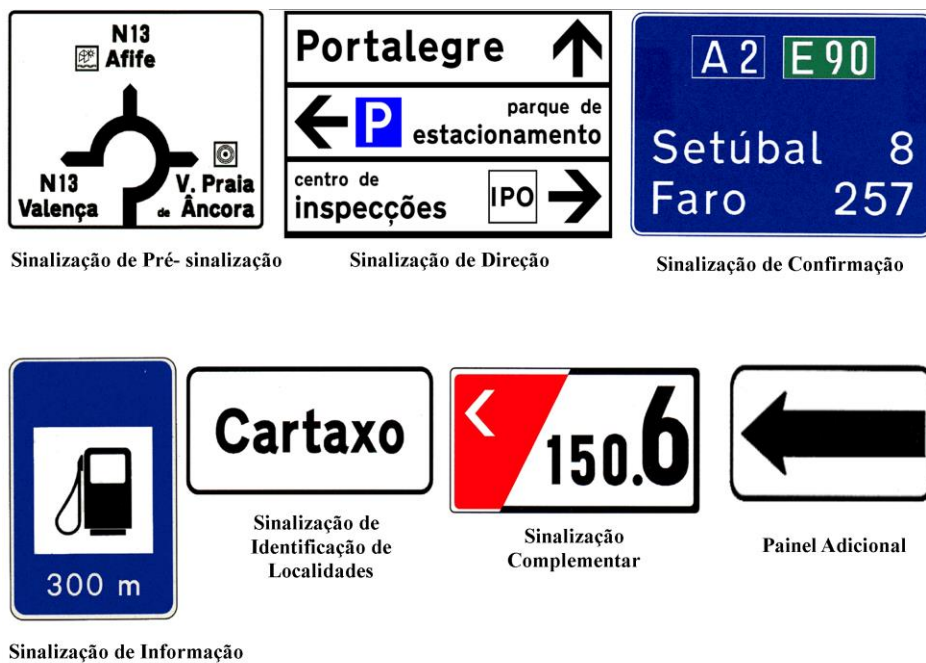 N13
Afife
N13
Valença
V. Praia
de Âncora
Sinalização de Pré- sinalização
Portalegre
P
parque de
estacionamento
centro de
inspecções
IPO
Sinalização de Direção
A2 E90
Setúbal 8
Faro 257
Sinalização de Confirmação
300 m
Sinalização de Informação
Cartaxo
Sinalização de
Identificação de
Localidades
150.6
Sinalização
Complementar
Painel Adicional